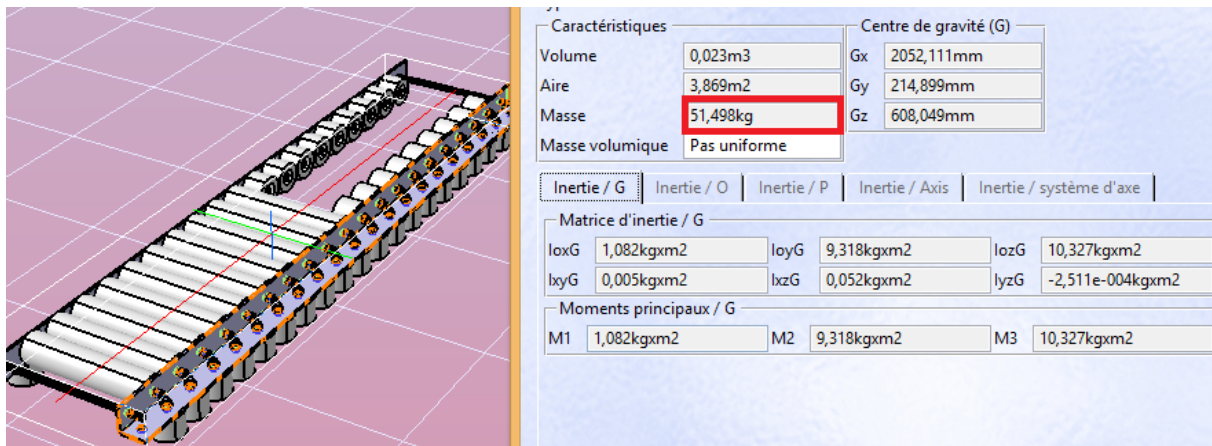 Caractéristiques
Centre de gravité (G)
Volume 0,023m3 Gx 2052,111mm
Aire 3,869m2 Gy 214,899mm
Masse 51,498kg Gz 608,049mm
Masse volumique Pas uniforme
Inertie / G Inertie / O Inertie / P Inertie / Axis Inertie / système d'axe
Matrice d'inertie / G
IoxG 1,082kgxm2 IoyG 9,318kgxm2 IozG 10,327kgxm2
IxyG 0,005kgxm2 IxzG 0,052kgxm2 IyzG -2,511e-004kgxm2
Moments principaux / G
M1 1,082kgxm2 M2 9,318kgxm2 M3 10,327kgxm2